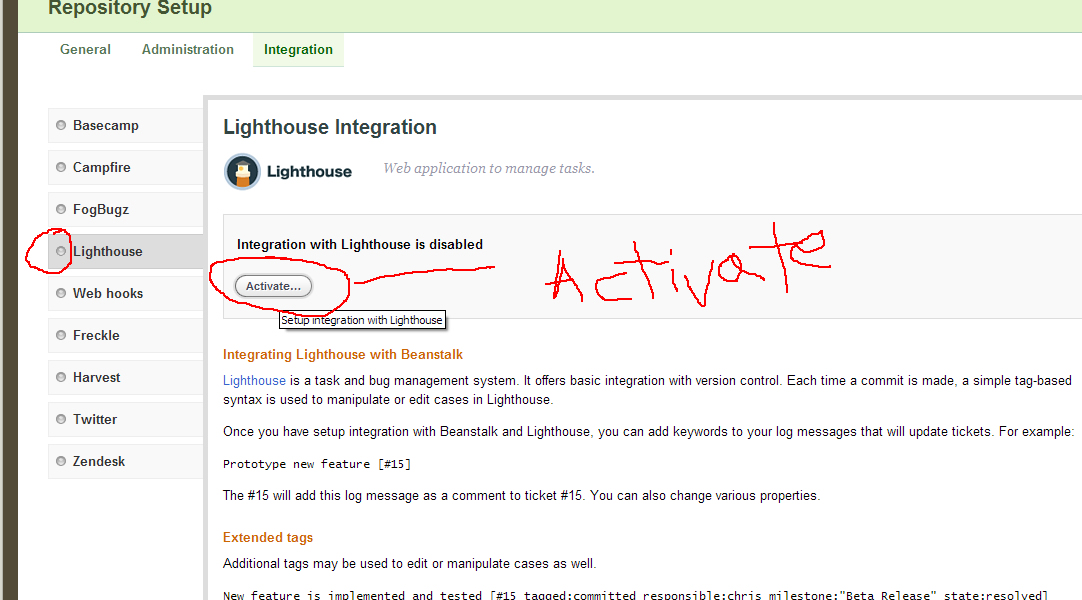 Repository Setup
General Administration Integration
Basecamp
Campfire
FogBugz
Lighthouse
Web hooks
Freckle
Harvest
Twitter
Zendesk
Lighthouse Integration
Lighthouse Web application to manage tasks.
Integration with Lighthouse is disabled
Activate...
Activate
Setup integration with Lighthouse
Integrating Lighthouse with Beanstalk
Lighthouse is a task and bug management system. It offers basic integration with version control. Each time a commit is made, a simple tag-based
syntax is used to manipulate or edit cases in Lighthouse.
Once you have setup integration with Beanstalk and Lighthouse, you can add keywords to your log messages that will update tickets. For example:
Prototype new feature [#15]
The #15 will add this log message as a comment to ticket #15. You can also change various properties.
Extended tags
Additional tags may be used to edit or manipulate cases as well.
New feature is implemented and tested [#15 tagged:committed responsible:chris milestone:"Beta Release" state:resolved]